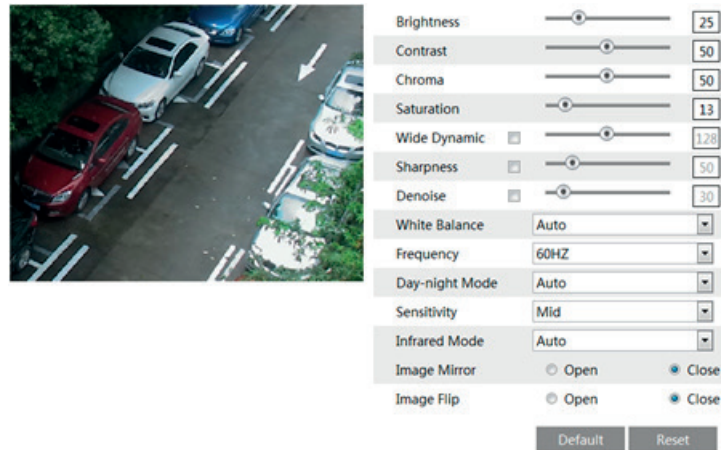 Brightness 25
Contrast 50
Chroma 50
Saturation 13
Wide Dynamic 128
Sharpness 50
Denoise 30
White Balance Auto
Frequency 60HZ
Day-night Mode Auto
Sensitivity Mid
Infrared Mode Auto
Image Mirror Open Close
Image Flip Open Close
Default Reset